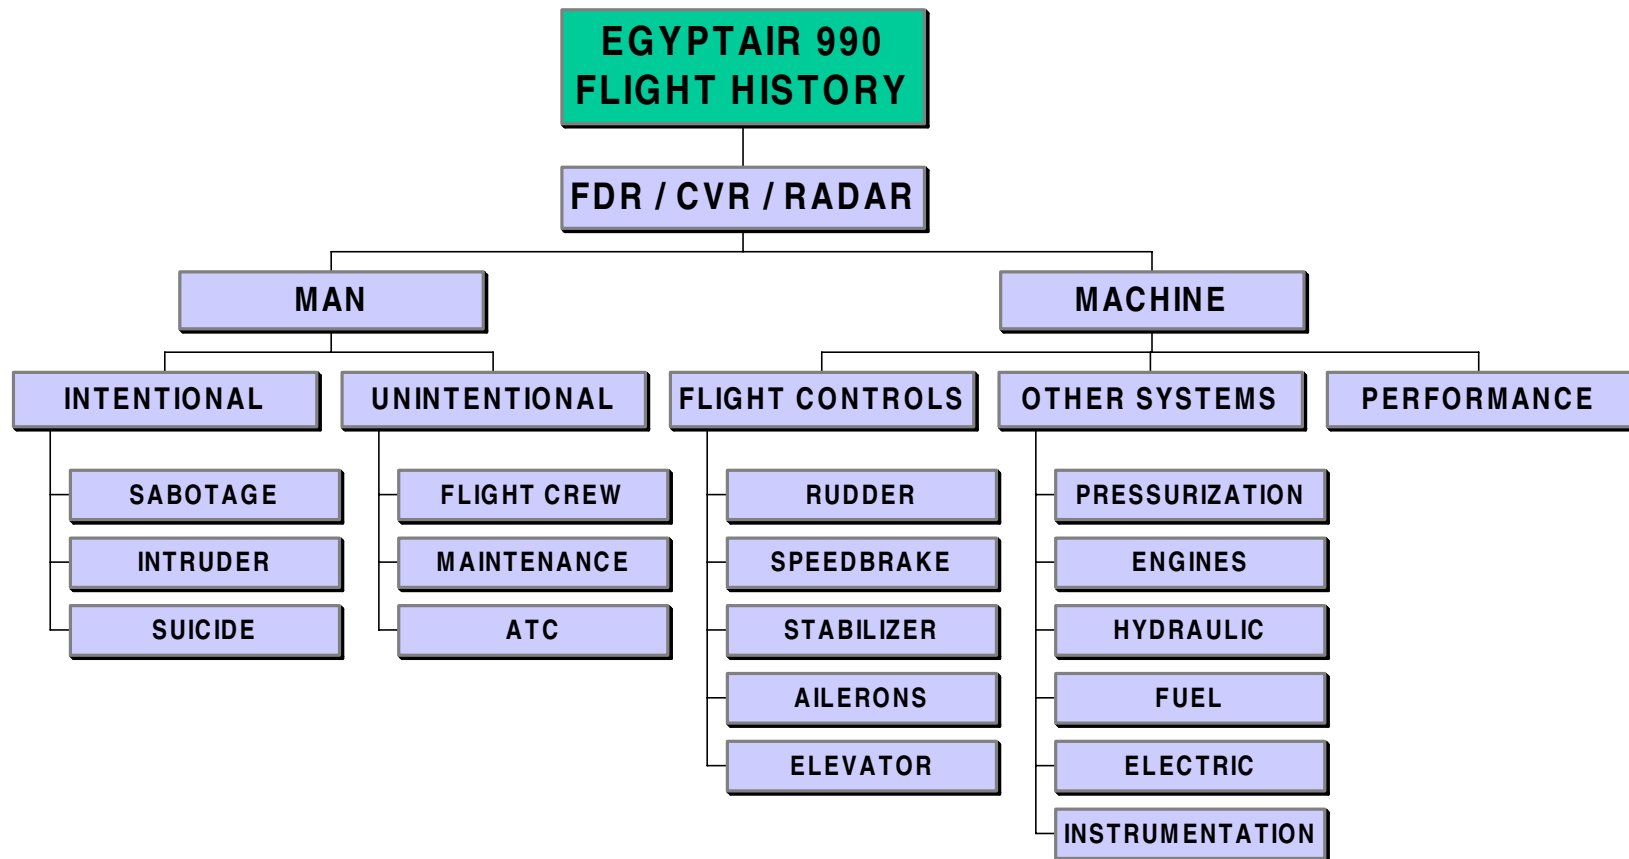 EGYPTAIR 990
FLIGHT HISTORY
FDR / CVR / RADAR
MAN
MACHINE
INTENTIONAL
UNINTENTIONAL
FLIGHT CONTROLS
OTHER SYSTEMS
PERFORMANCE
SABOTAGE
INTRUDER
SUICIDE
FLIGHT CREW
MAINTENANCE
ATC
RUDDER
SPEEDBRAKE
STABILIZER
AILERONS
ELEVATOR
PRESSURIZATION
ENGINES
HYDRAULIC
FUEL
ELECTRIC
INSTRUMENTATION